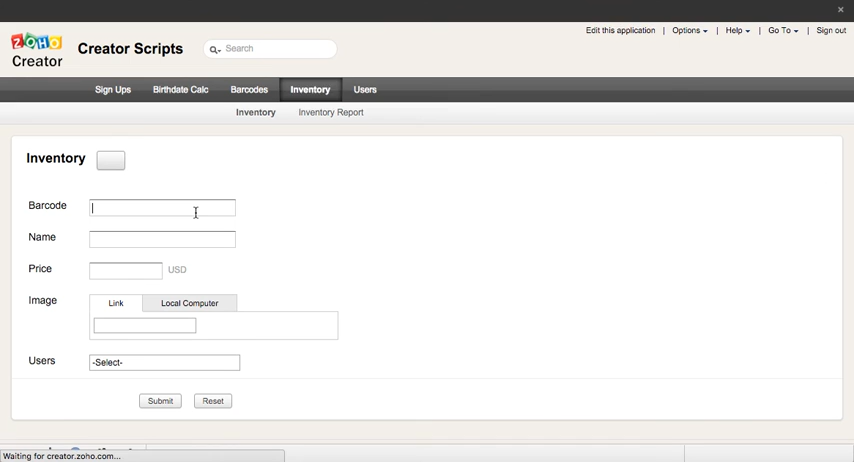 Edit this application | Options | Help | Go To | Sign out
ZOHO
Creator
Creator Scripts
Search
Sign Ups Birthdate Calc Barcodes Inventory Users
Inventory Inventory Report
Inventory
Barcode
Name
Price USD
Image Link Local Computer
Users -Select-
Submit Reset
Waiting for creator.zoho.com...